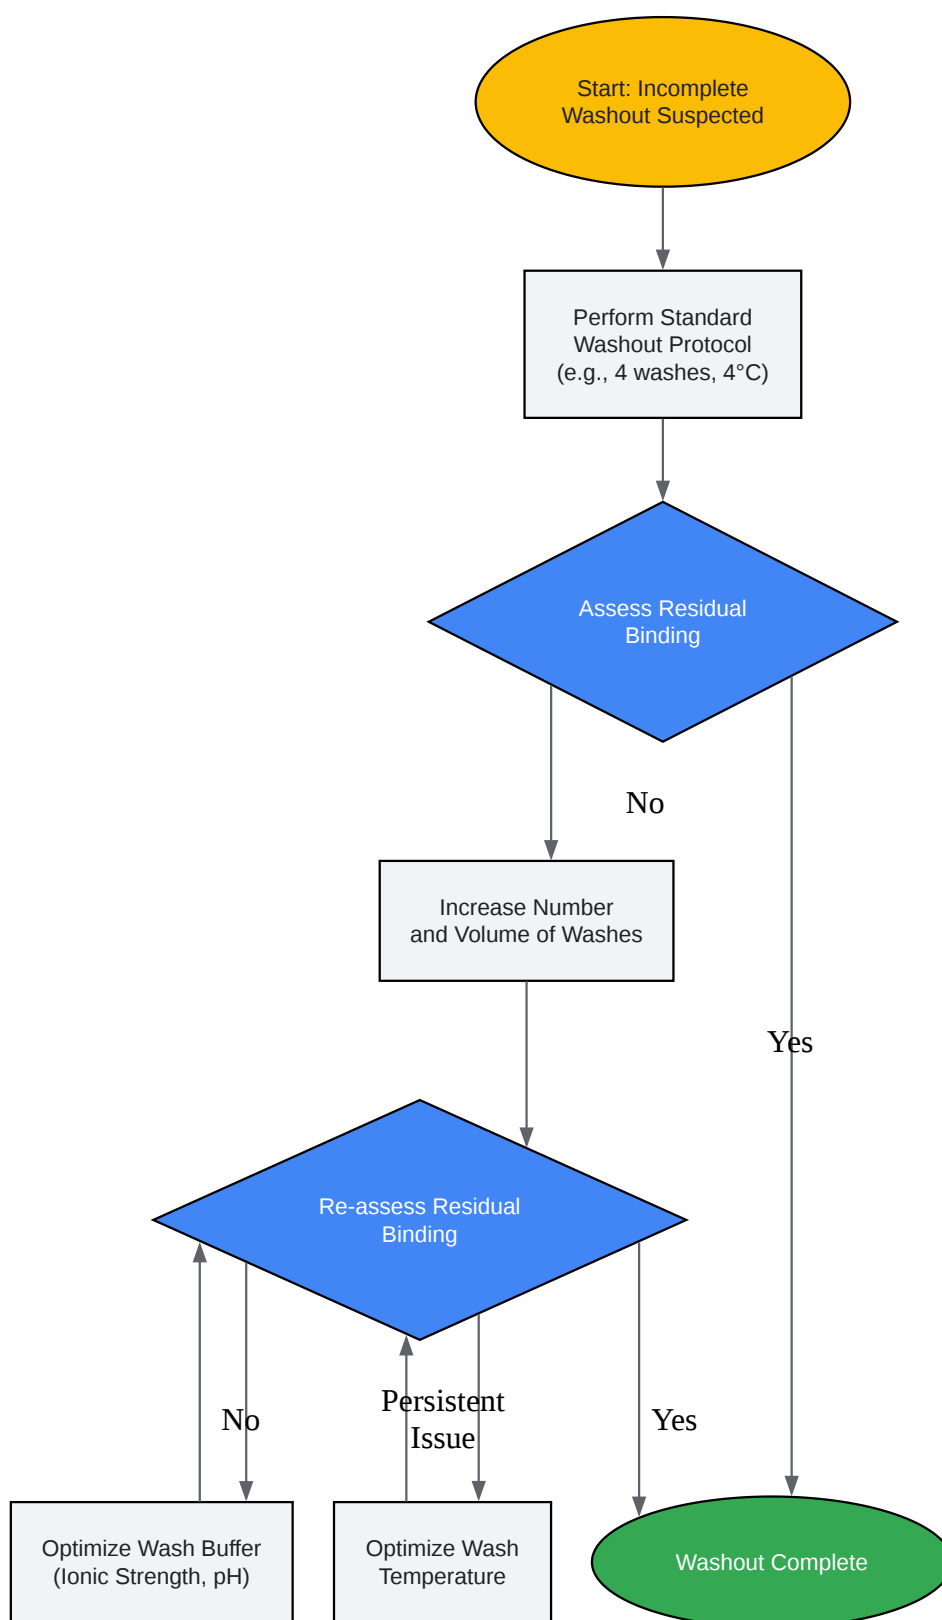 Start: Incomplete
Washout Suspected
Perform Standard
Washout Protocol
(e.g., 4 washes, 4°C)
Assess Residual
Binding
No
Increase Number
and Volume of Washes
Yes
Re-assess Residual
Binding
No
Persistent
Issue
Yes
Optimize Wash Buffer
(Ionic Strength, pH)
Optimize Wash
Temperature
Washout Complete